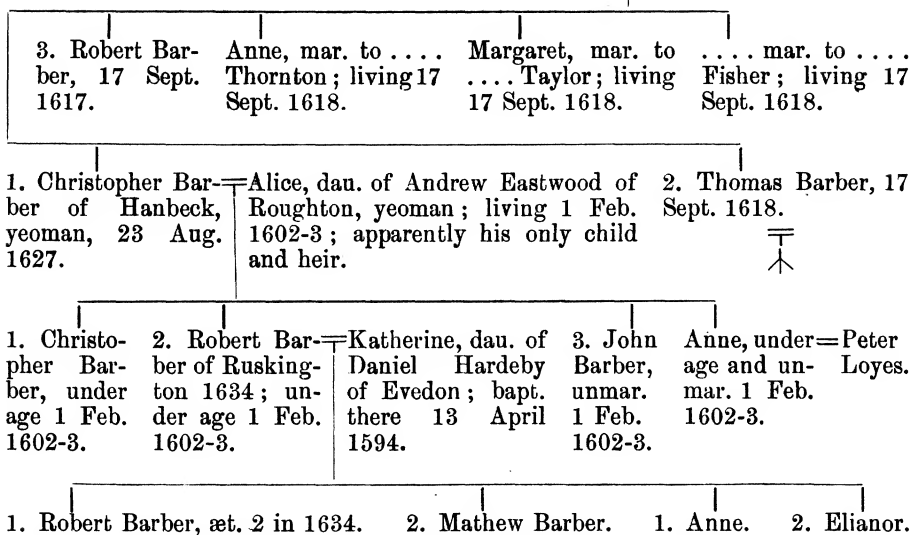 3. Robert Bar-
ber, 17 Sept.
1617.
Anne, mar. to ....
Thornton; living 17
Sept. 1618.
Margaret, mar. to
.... Taylor; living
17 Sept. 1618.
.... mar. to ....
Fisher; living 17
Sept. 1618.
1. Christopher Bar-
ber of Hanbeck,
yeoman, 23 Aug.
1627.
Alice, dau. of Andrew Eastwood of
Roughton, yeoman; living 1 Feb.
1602-3; apparently his only child
and heir.
2. Thomas Barber, 17
Sept. 1618.
1. Christo-
pher Bar-
ber, under
age 1 Feb.
1602-3.
2. Robert Bar-
ber of Rusking-
ton 1634; un-
der age 1 Feb.
1602-3.
Katherine, dau. of
Daniel Hardeby
of Evedon; bapt.
there 13 April
1594.
3. John
Barber,
unmar.
1 Feb.
1602-3.
Anne, under
age and un-
mar. 1 Feb.
1602-3.
Peter
Loyes.
1. Robert Barber, æt. 2 in 1634.
2. Mathew Barber.
1. Anne.
2. Elianor.